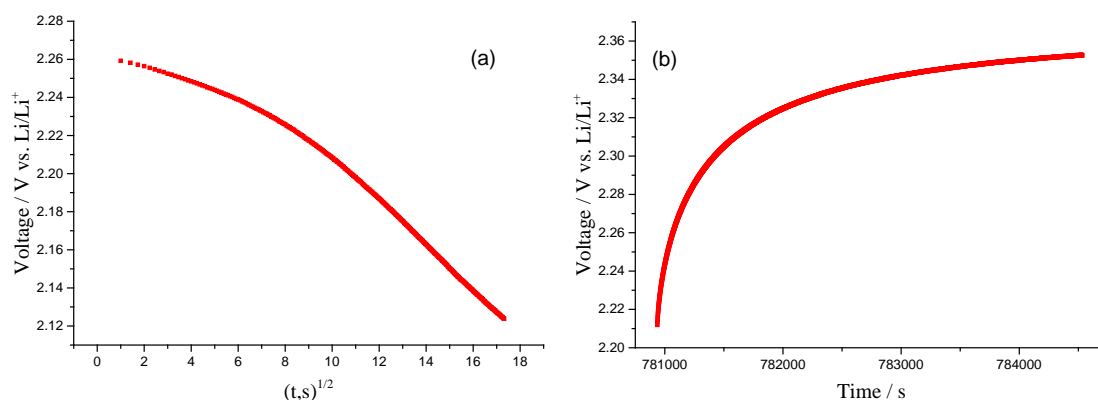 2.28
2.26
2.24
2.22
2.20
2.18
2.16
2.14
2.12
0 2 4 6 8 10 12 14 16 18
Voltage / V vs. Li/Li⁺
(t,s)^{1/2}
(a)
2.36
2.34
2.32
2.30
2.28
2.26
2.24
2.22
2.20
781000 782000 783000 784000
Voltage / V vs. Li/Li⁺
Time / s
(b)